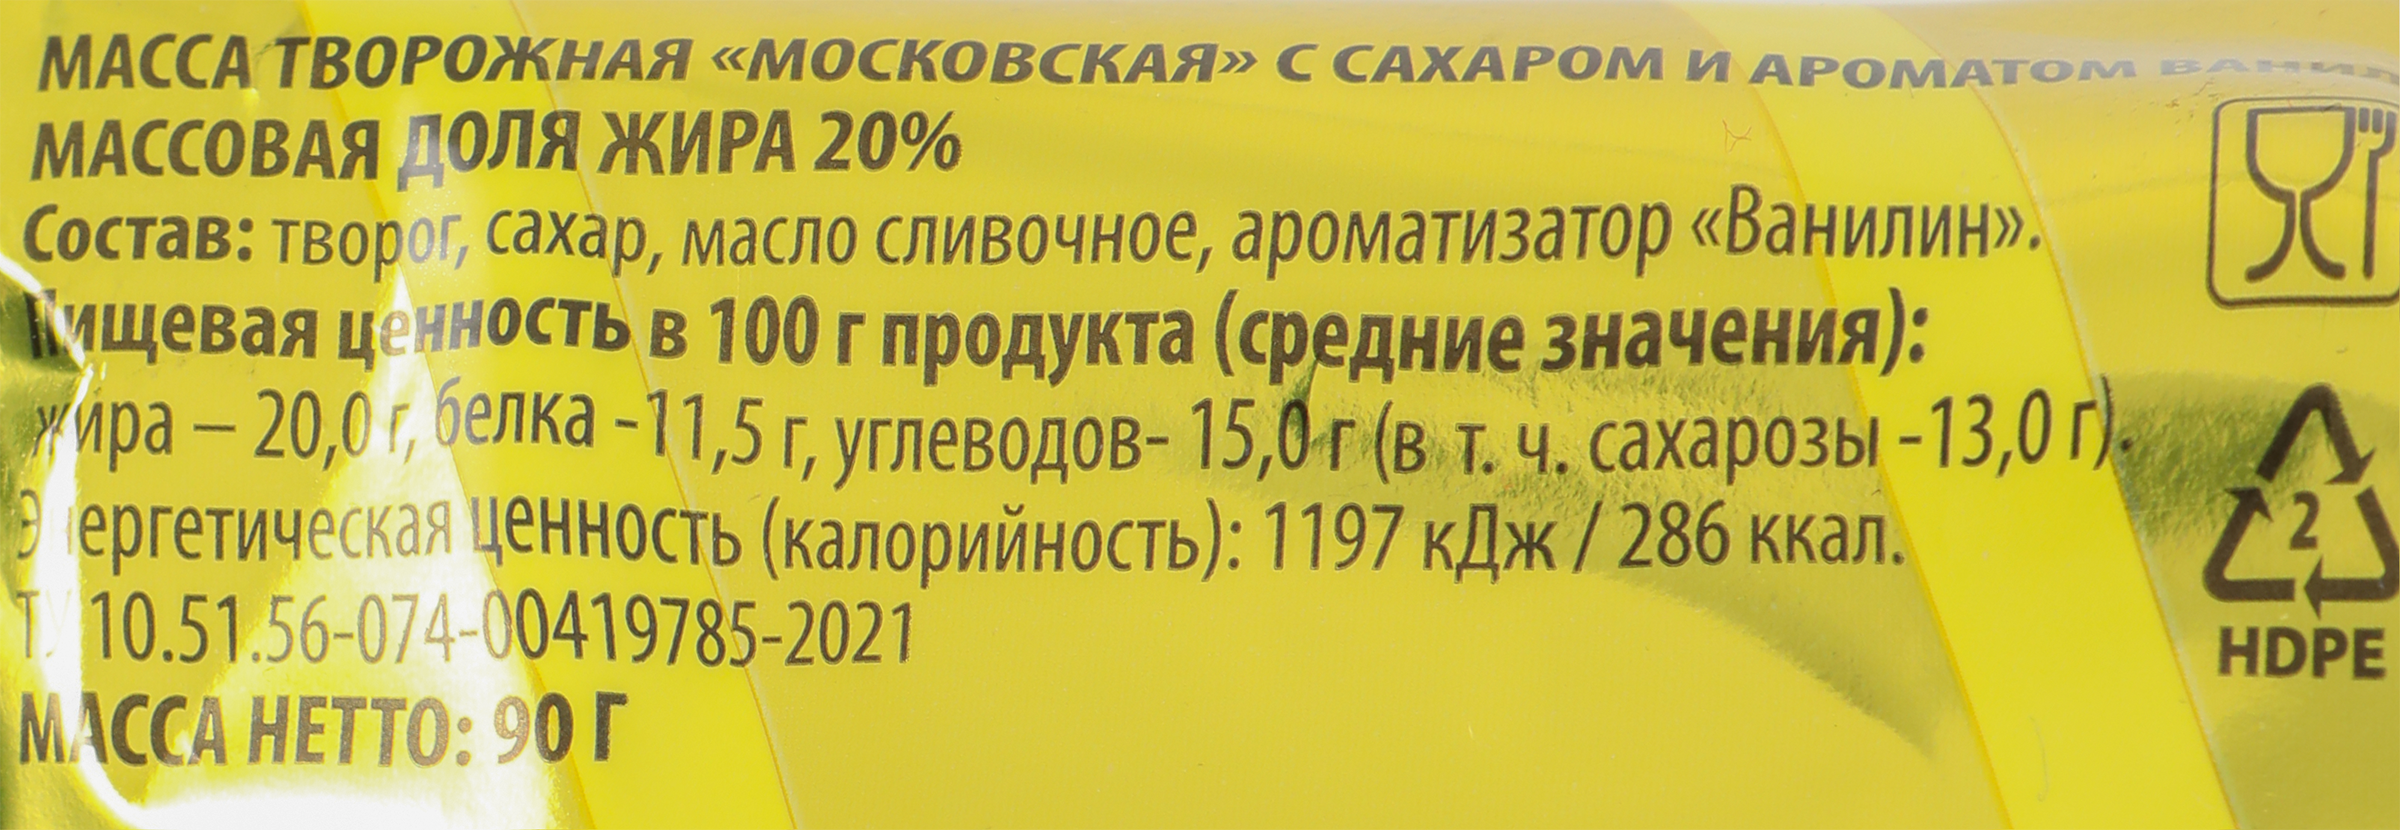 МАССА ТВОРОЖНАЯ «МОСКОВСКАЯ» С САХАРОМ И АРОМАТОМ
МАССОВАЯ ДОЛЯ ЖИРА 20%
Состав: творог, сахар, масло сливочное, ароматизатор «Ванилин».
Пищевая ценность в 100 г продукта (средние значения):
жира – 20,0 г, белка -11,5 г, углеводов- 15,0 г (в т. ч. сахарозы -13,0 г).
Энергетическая ценность (калорийность): 1197 кДж / 286 ккал.
ТУ 10.51.56-074-00419785-2021
МАССА НЕТТО: 90 Г
2
HDPE